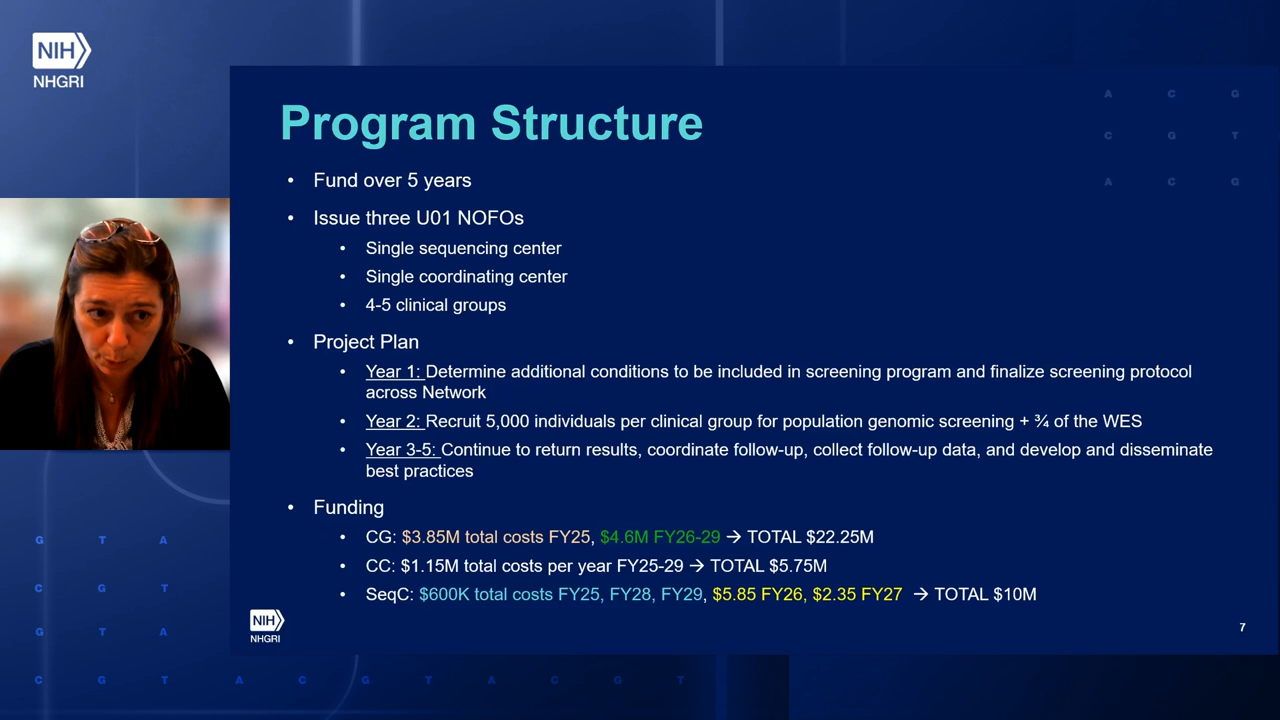 NIH
NHGRI
A C G
C G T
A C G
Program Structure
• Fund over 5 years
• Issue three U01 NOFOs
• Single sequencing center
• Single coordinating center
• 4-5 clinical groups
• Project Plan
• Year 1: Determine additional conditions to be included in screening program and finalize screening protocol
across Network
• Year 2: Recruit 5,000 individuals per clinical group for population genomic screening + ¾ of the WES
• Year 3-5: Continue to return results, coordinate follow-up, collect follow-up data, and develop and disseminate
best practices
• Funding
• CG: $3.85M total costs FY25, $4.6M FY26-29 → TOTAL $22.25M
• CC: $1.15M total costs per year FY25-29 → TOTAL $5.75M
• SeqC: $600K total costs FY25, FY28, FY29, $5.85 FY26, $2.35 FY27 → TOTAL $10M
NIH
NHGRI
7
G T A
C G T
G T A
C G T A C G T A C G T